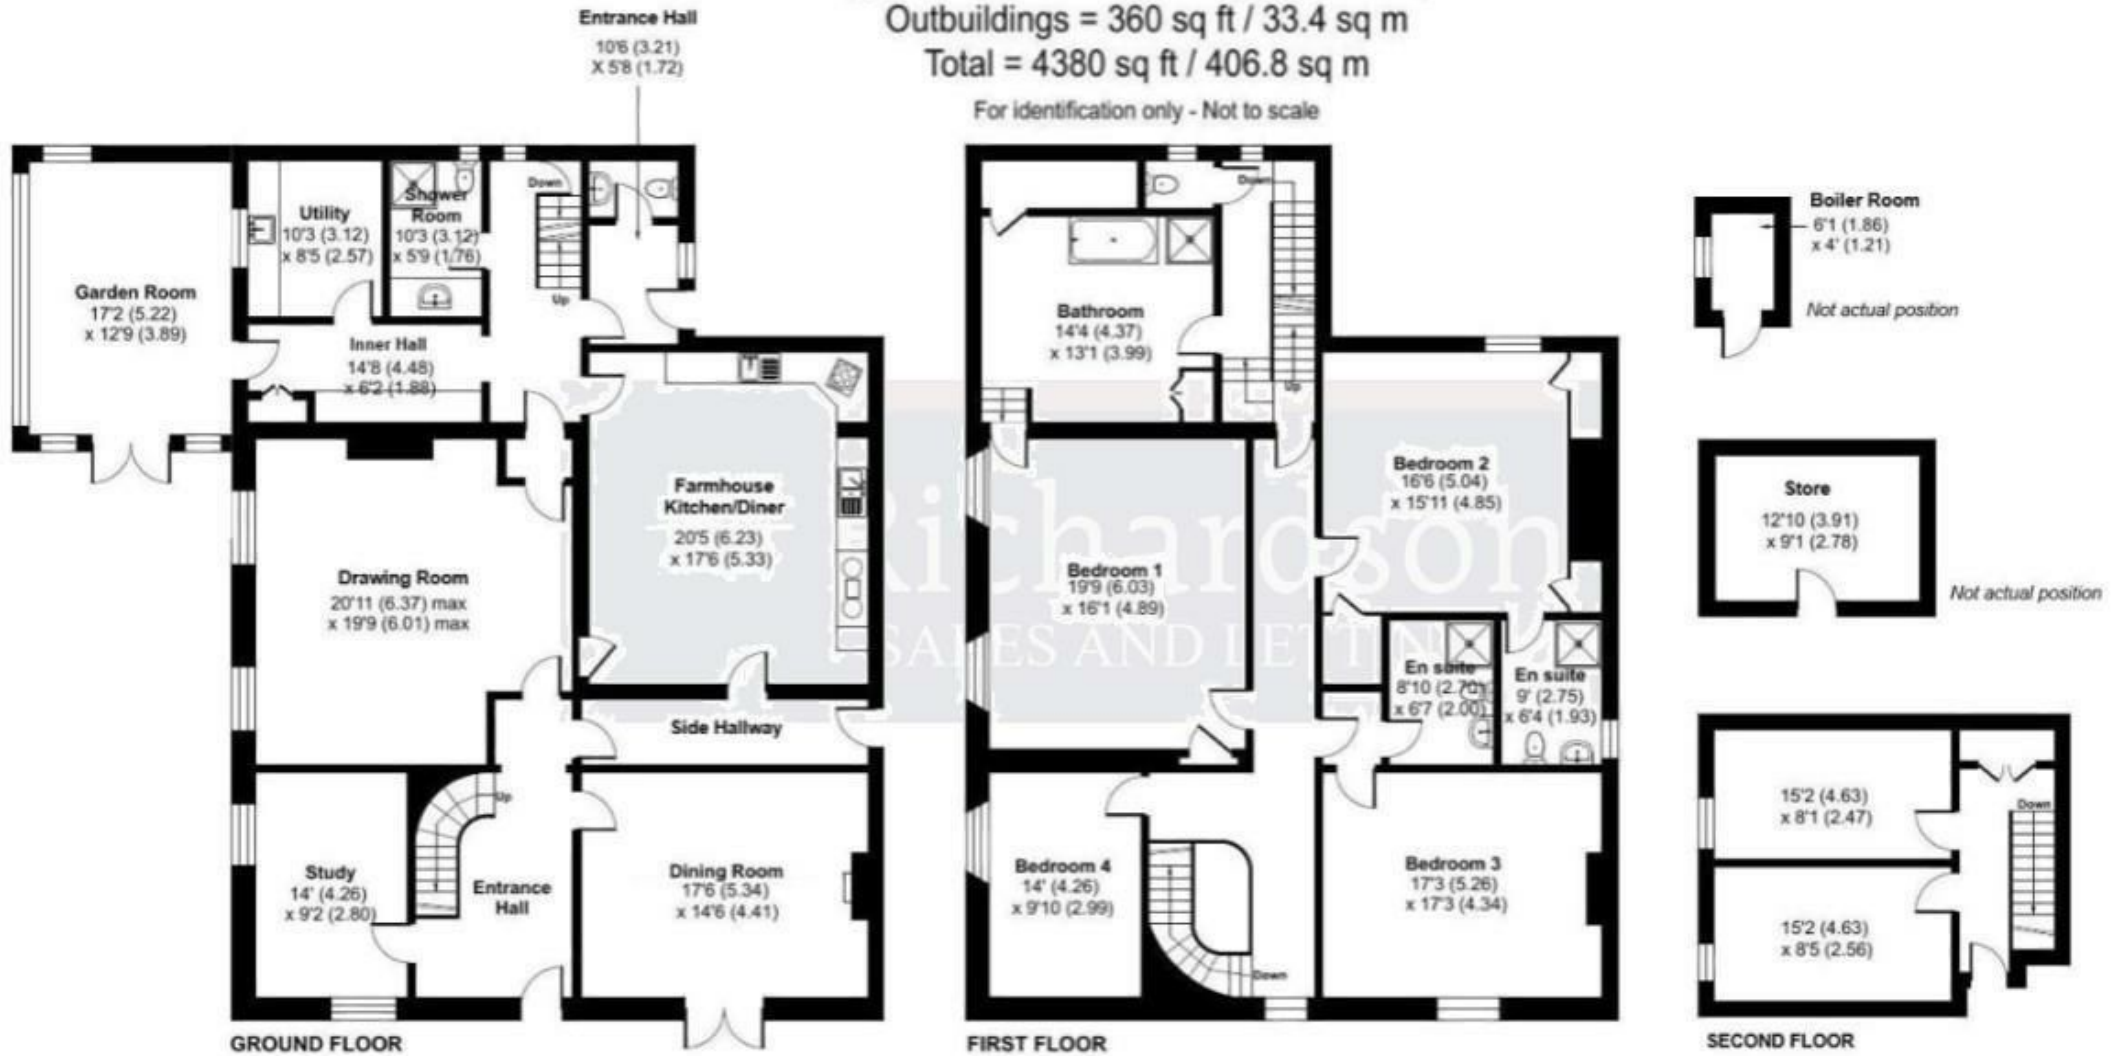 Outbuildings = 360 sq ft / 33.4 sq m
Total = 4380 sq ft / 406.8 sq m
For identification only - Not to scale
Entrance Hall
10'6 (3.21)
X 5'8 (1.72)
Down
Utility
10'3 (3.12)
x 8'5 (2.57)
Shower
Room
10'3 (3.12)
x 5'9 (1.76)
Up
Garden Room
17'2 (5.22)
x 12'9 (3.89)
Inner Hall
14'8 (4.48)
x 6'2 (1.88)
Farmhouse
Kitchen/Diner
20'5 (6.23)
x 17'6 (5.33)
Drawing Room
20'11 (6.37) max
x 19'9 (6.01) max
Side Hallway
Up
Study
14' (4.26)
x 9'2 (2.80)
Entrance
Hall
Dining Room
17'6 (5.34)
x 14'6 (4.41)
GROUND FLOOR
Down
Bathroom
14'4 (4.37)
x 13'1 (3.99)
Up
Bedroom 2
16'6 (5.04)
x 15'11 (4.85)
Richardson
SALES AND LETTIN
Bedroom 1
19'9 (6.03)
x 16'1 (4.89)
En suite
8'10 (2.70)
x 6'7 (2.00)
En suite
9' (2.75)
x 6'4 (1.93)
Bedroom 4
14' (4.26)
x 9'10 (2.99)
Bedroom 3
17'3 (5.26)
x 17'3 (4.34)
Down
FIRST FLOOR
Boiler Room
6'1 (1.86)
x 4' (1.21)
Not actual position
Store
12'10 (3.91)
x 9'1 (2.78)
Not actual position
15'2 (4.63)
x 8'1 (2.47)
Down
15'2 (4.63)
x 8'5 (2.56)
SECOND FLOOR